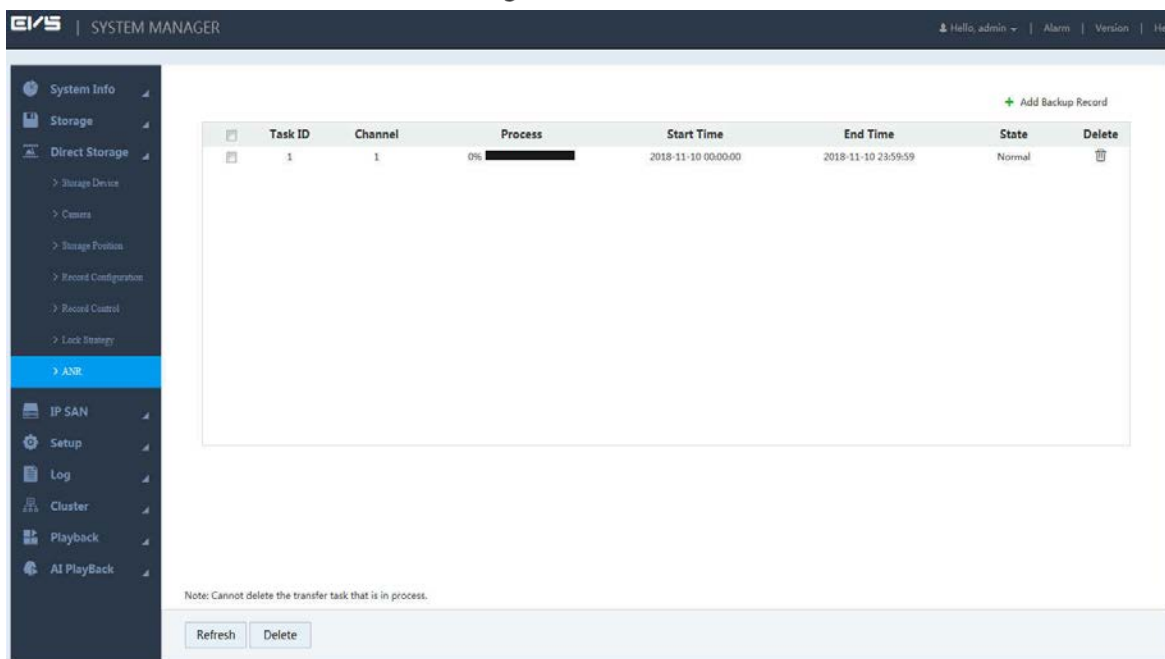 EVS | SYSTEM MANAGER
Hello, admin | Alarm | Version | He
System Info
Storage
Direct Storage
> Storage Device
> Camera
> Storage Position
> Record Configuration
> Record Control
> Lock Strategy
> ANR
IP SAN
Setup
Log
Cluster
Playback
AI PlayBack
+ Add Backup Record
Task ID Channel Process Start Time End Time State Delete
1 1 0% 2018-11-10 00:00:00 2018-11-10 23:59:59 Normal
Note: Cannot delete the transfer task that is in process.
Refresh Delete